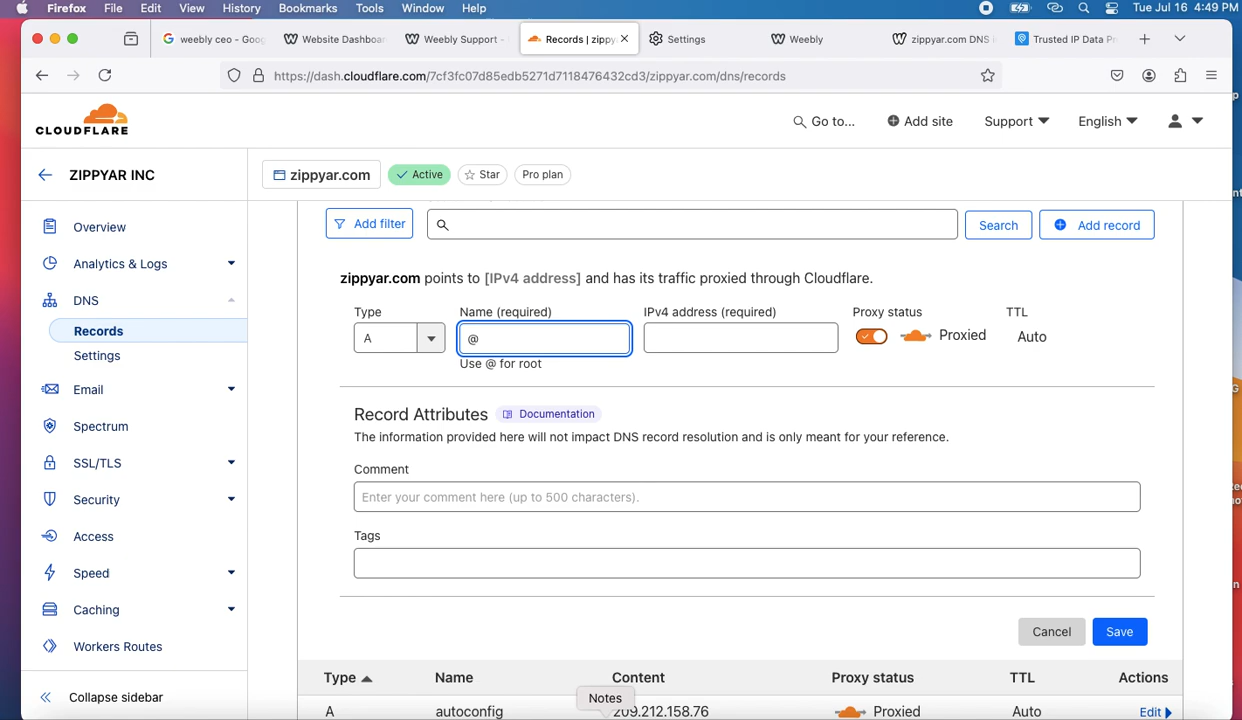 Firefox File Edit View History Bookmarks Tools Window Help Tue Jul 16 4:49 PM
weebly ceo - Goog Website Dashboar Weebly Support - Records | zippy Settings Weebly zippyar.com DNS Trusted IP Data Pr
https://dash.cloudflare.com/7cf3fc07d85edb5271d7118476432cd3/zippyar.com/dns/records
CLOUDFLARE Go to... Add site Support English
ZIPPYAR INC zippyar.com Active Star Pro plan
Add filter Search Add record
Overview
Analytics & Logs
DNS
Records
Settings
Email
Spectrum
SSL/TLS
Security
Access
Speed
Caching
Workers Routes
Collapse sidebar
zippyar.com points to [IPv4 address] and has its traffic proxied through Cloudflare.
Type Name (required) IPv4 address (required) Proxy status TTL
A @ Proxied Auto
Use @ for root
Record Attributes Documentation
The information provided here will not impact DNS record resolution and is only meant for your reference.
Comment
Enter your comment here (up to 500 characters).
Tags
Cancel Save
Type Name Content Proxy status TTL Actions
Notes
A autoconfig 209.212.158.76 Proxied Auto Edit